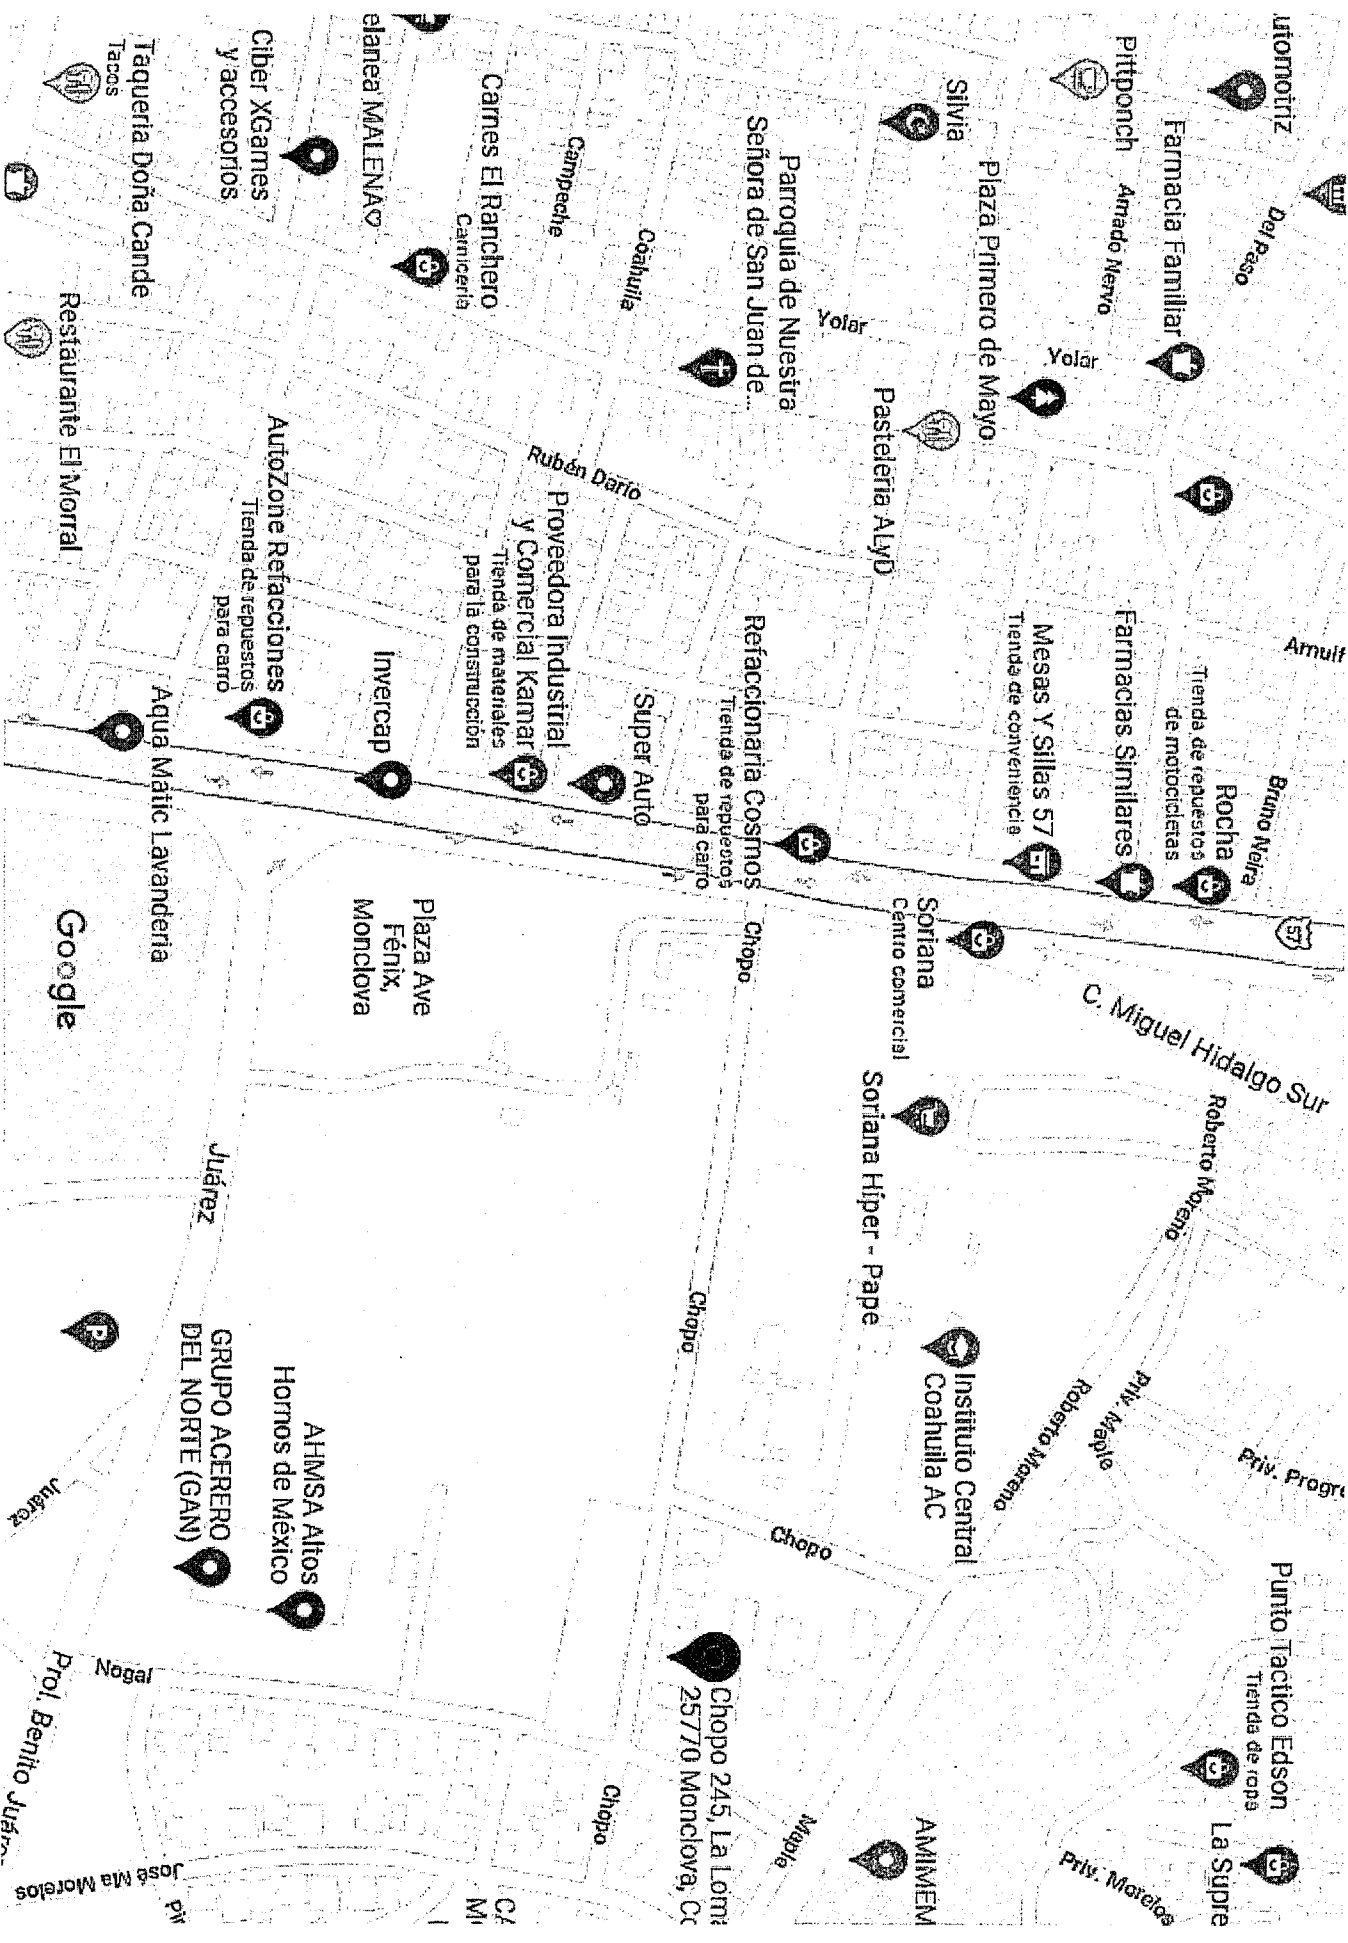 Taquería Doña Cande
Tacos
Ciber XGames
y accesorios
elanea MALENA♡
Carnes El Ranchero
Carnicería
Campeche
Coahuila
Parroquia de Nuestra
Señora de San Juan de...
Silvia
Plaza Primero de Mayo
Pittponch
Amado Nervo
Farmacia Familiar
utomotriz
Del Paso
Restaurante El Morral
AutoZone Refacciones
Tienda de repuestos
para carro
Rubén Darío
Yolar
Yolar
Pastelería ALyD
Proveedora Industrial
y Comercial Kamar
Tienda de materiales
para la construcción
Invercap
Super Auto
Refaccionaria Cosmos
Tienda de repuestos
para carro
Mesas Y Sillas 57
Tienda de conveniencia
Farmacias Similares
Rocha
Tienda de repuestos
de motocicletas
Bruno Neira
Arnulf
57
Aqua Matic Lavanderia
Google
Plaza Ave
Fénix,
Monclova
Chopo
Soriana
Centro comercial
C. Miguel Hidalgo Sur
Soriana Híper - Pape
Roberto Moreno
Juárez
Chopo
P
GRUPO ACERERO
DEL NORTE (GAN)
AHMSA Altos
Hornos de México
Instituto Central
Coahuila AC
Roberto Moreno
Priv. Maple
Priv. Progre
Juárez
Chopo
Punto Tactico Edson
Tienda de ropa
Nogal
Prol. Benito Juárez
Chopo 245, La Loma
25770 Monclova, Co
Chopo
Maple
AMIMEM
La Supre
Priv. Morelos
José Ma Morelos
Pir